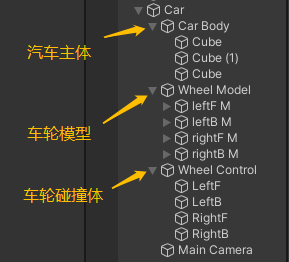 Car
汽车主体
Car Body
Cube
Cube (1)
Cube
车轮模型
Wheel Model
leftF M
leftB M
rightF M
rightB M
车轮碰撞体
Wheel Control
LeftF
LeftB
RightF
RightB
Main Camera